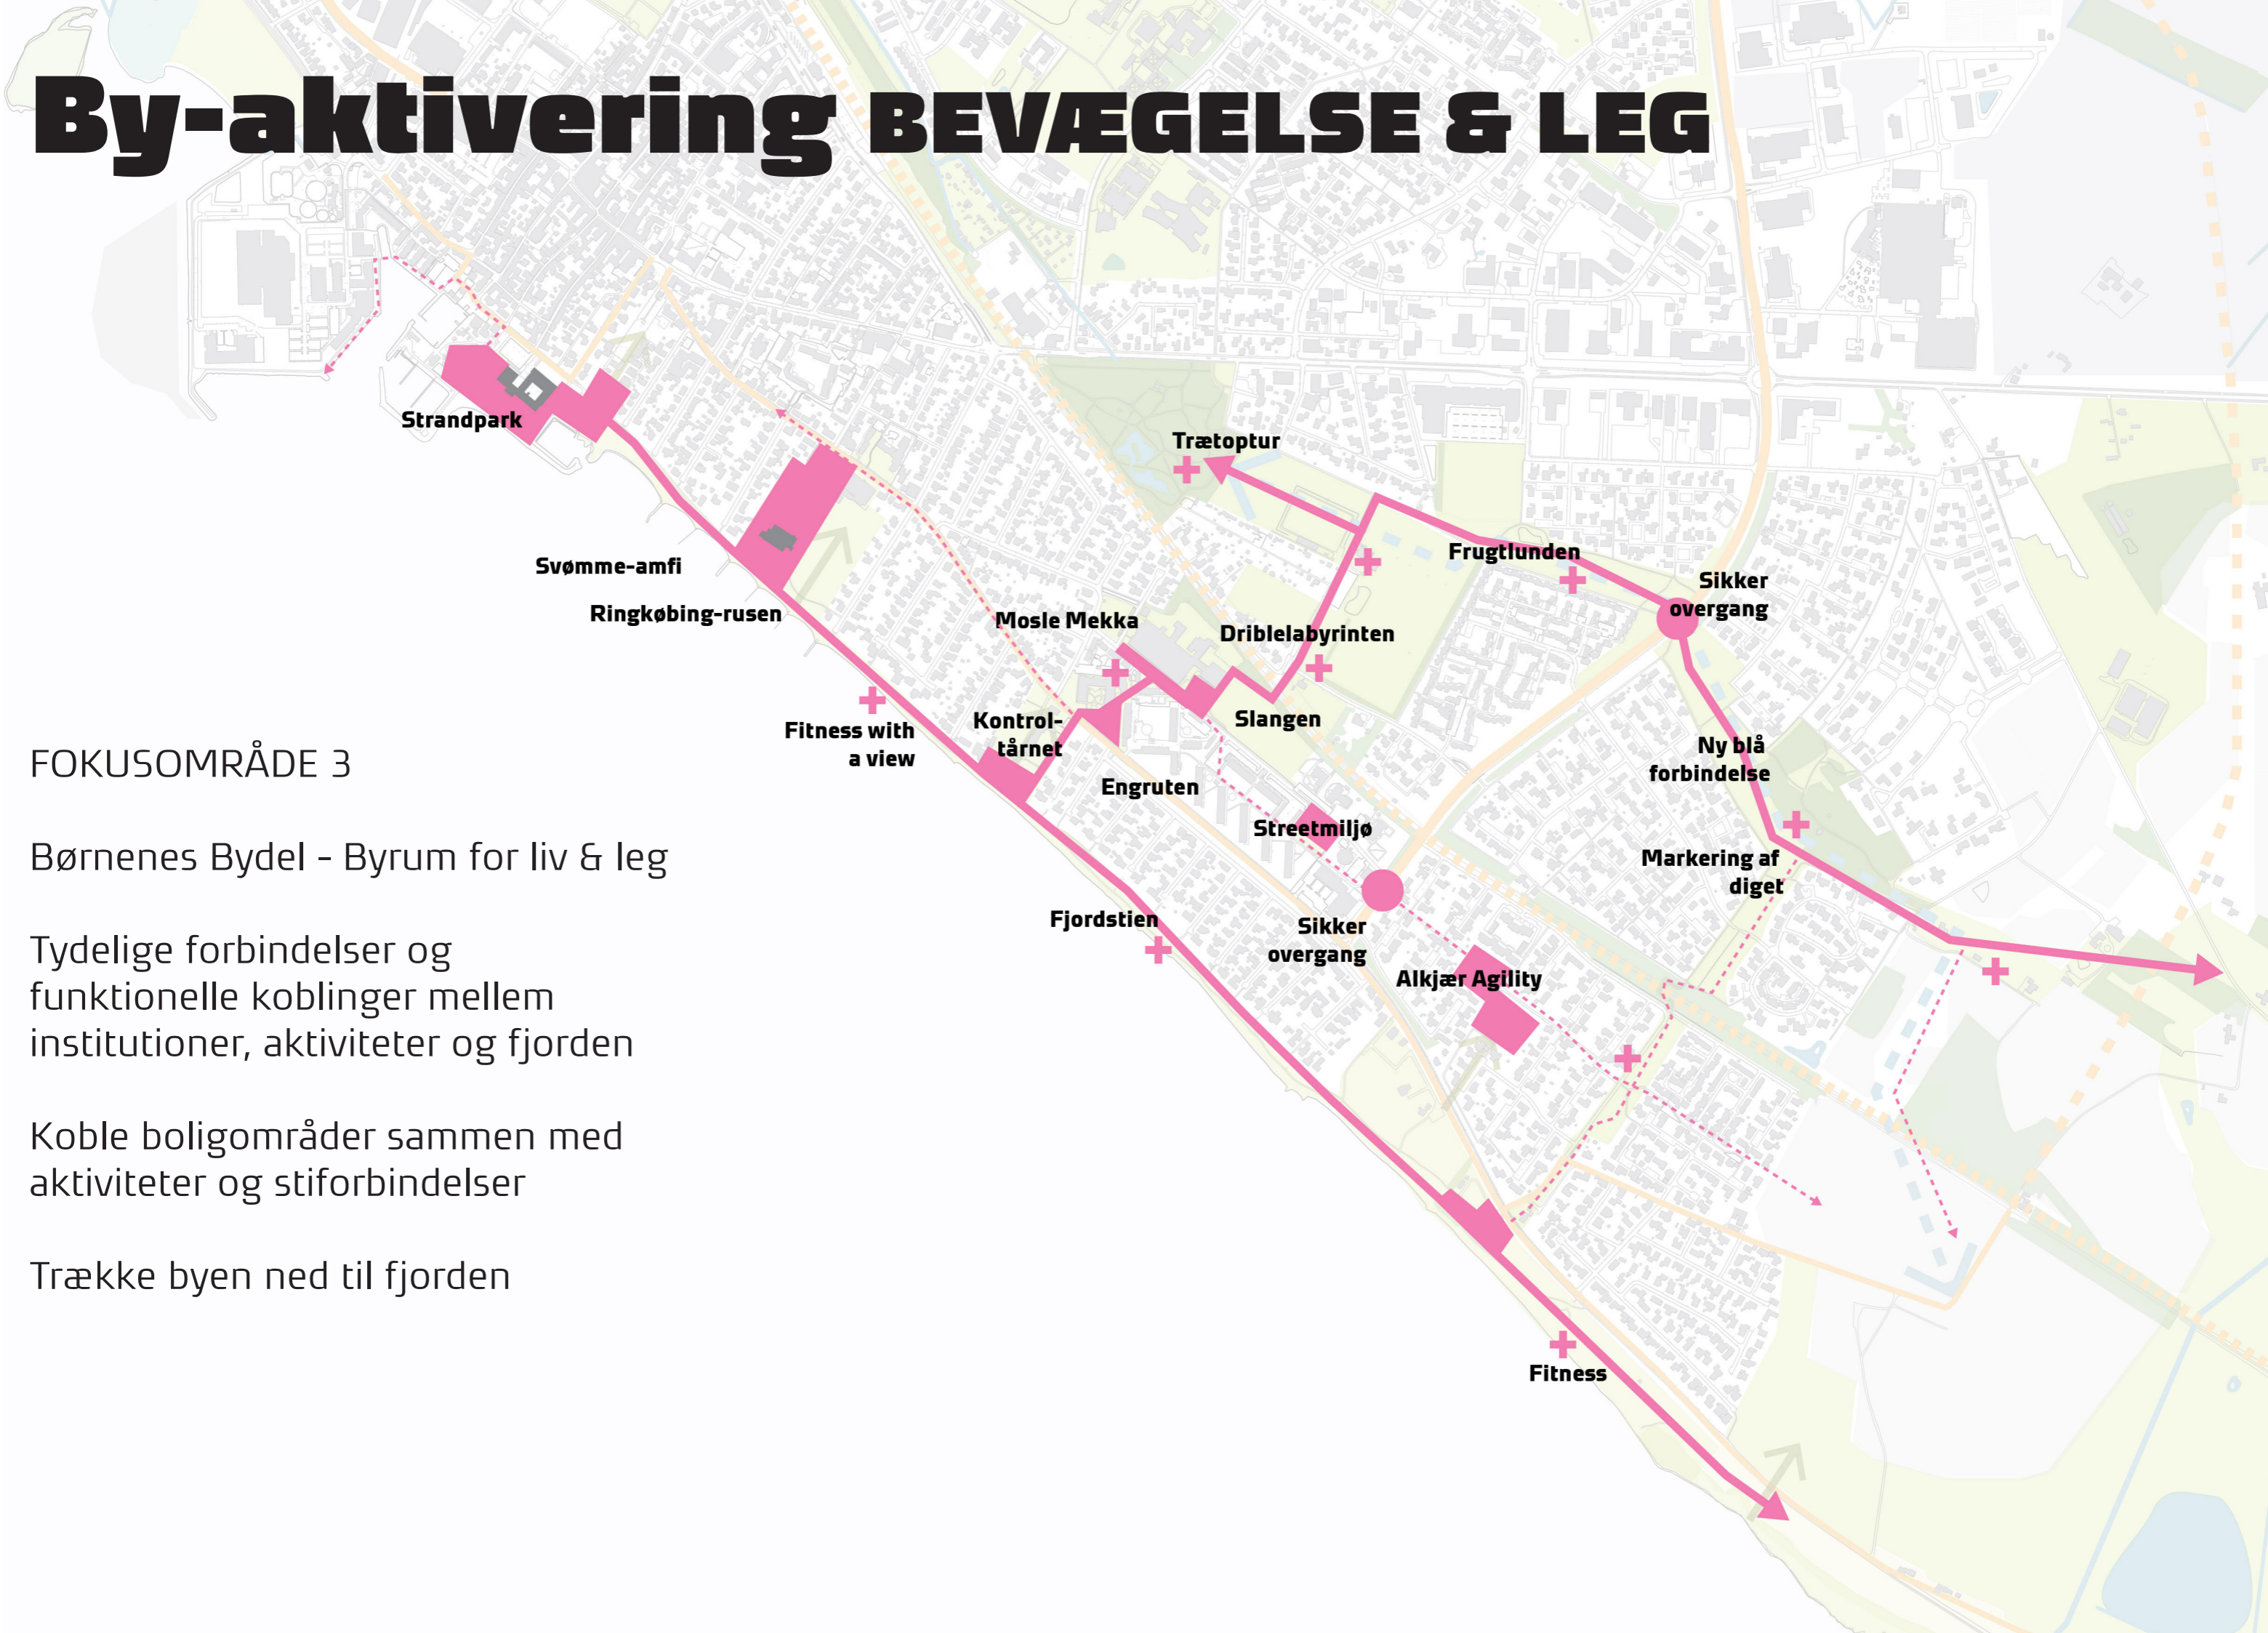 By-aktivering BEVÆGELSE & LEG
Strandpark
Trætoptur
Svømme-amfi
Ringkøbing-rusen
Frugtlunden
Sikker
overgang
Mosle Mekka
Driblelabyrinten
Slangen
Kontrol-
tårnet
Fitness with
a view
Engruten
Ny blå
forbindelse
Streetmiljø
Markering af
diget
Fjordstien
Sikker
overgang
Alkjær Agility
Fitness
FOKUSOMRÅDE 3
Børnenes Bydel - Byrum for liv & leg
Tydelige forbindelser og
funktionelle koblinger mellem
institutioner, aktiviteter og fjorden
Koble boligområder sammen med
aktiviteter og stiforbindelser
Trække byen ned til fjorden